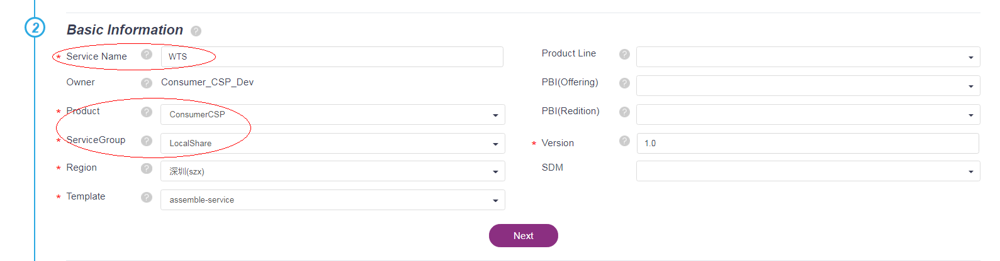 2
Basic Information ?
* Service Name ? WTS
Product Line ?
Owner ? Consumer_CSP_Dev
PBI(Offering) ?
* Product ? ConsumerCSP
PBI(Redition) ?
* ServiceGroup ? LocalShare
* Version ? 1.0
* Region ? 深圳(szx)
SDM
* Template ? assemble-service
Next